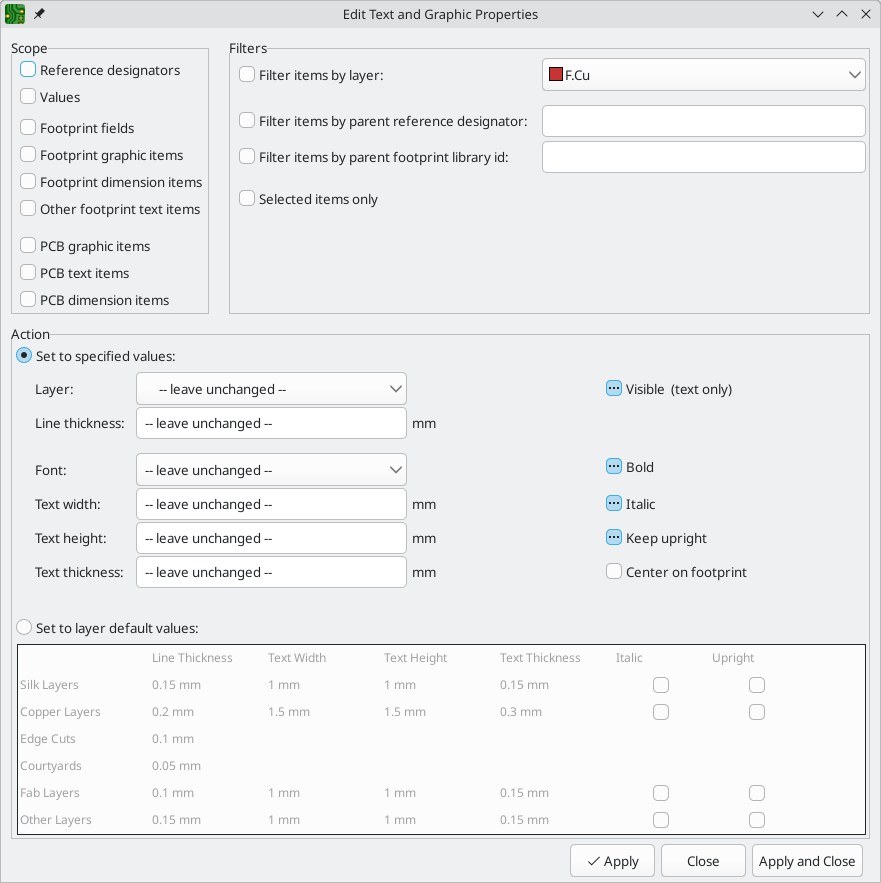 Edit Text and Graphic Properties
Scope
Reference designators
Values
Footprint fields
Footprint graphic items
Footprint dimension items
Other footprint text items
PCB graphic items
PCB text items
PCB dimension items
Filters
Filter items by layer:
F.Cu
Filter items by parent reference designator:
Filter items by parent footprint library id:
Selected items only
Action
Set to specified values:
Layer: -- leave unchanged -- Visible (text only)
Line thickness: -- leave unchanged -- mm
Font: -- leave unchanged -- Bold
Text width: -- leave unchanged -- mm Italic
Text height: -- leave unchanged -- mm Keep upright
Text thickness: -- leave unchanged -- mm Center on footprint
Set to layer default values:
Line Thickness Text Width Text Height Text Thickness Italic Upright
Silk Layers 0.15 mm 1 mm 1 mm 0.15 mm
Copper Layers 0.2 mm 1.5 mm 1.5 mm 0.3 mm
Edge Cuts 0.1 mm
Courtyards 0.05 mm
Fab Layers 0.1 mm 1 mm 1 mm 0.15 mm
Other Layers 0.15 mm 1 mm 1 mm 0.15 mm
Apply Close Apply and Close